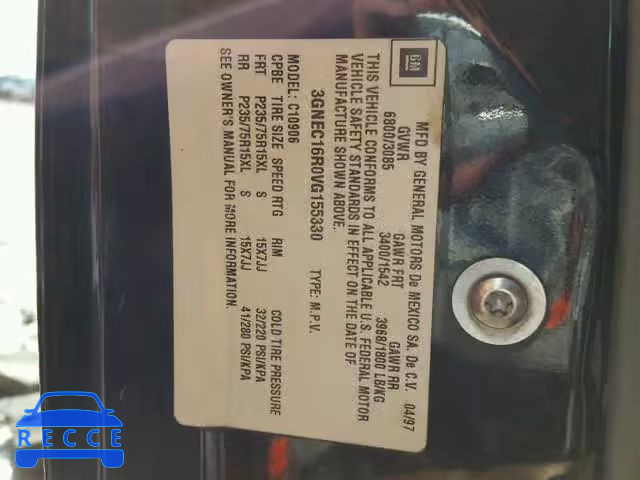 GM
MFD BY GENERAL MOTORS De MEXICO SA. De C.V. 04/97
GVWR GAWR FRT GAWR RR
6800/3085 3400/1542 3968/1800 LB/KG
THIS VEHICLE CONFORMS TO ALL APPLICABLE U.S. FEDERAL MOTOR
VEHICLE SAFETY STANDARDS IN EFFECT ON THE DATE OF
MANUFACTURE SHOWN ABOVE.
3GNEC16R0VG155330 TYPE: M.P.V.
MODEL: C10906
CPBE TIRE SIZE SPEED RTG RIM COLD TIRE PRESSURE
FRT P235/75R15XL S 15X7JJ 32/220 PSI/KPA
RR P235/75R15XL S 15X7JJ 41/280 PSI/KPA
SEE OWNER'S MANUAL FOR MORE INFORMATION.
RECCE